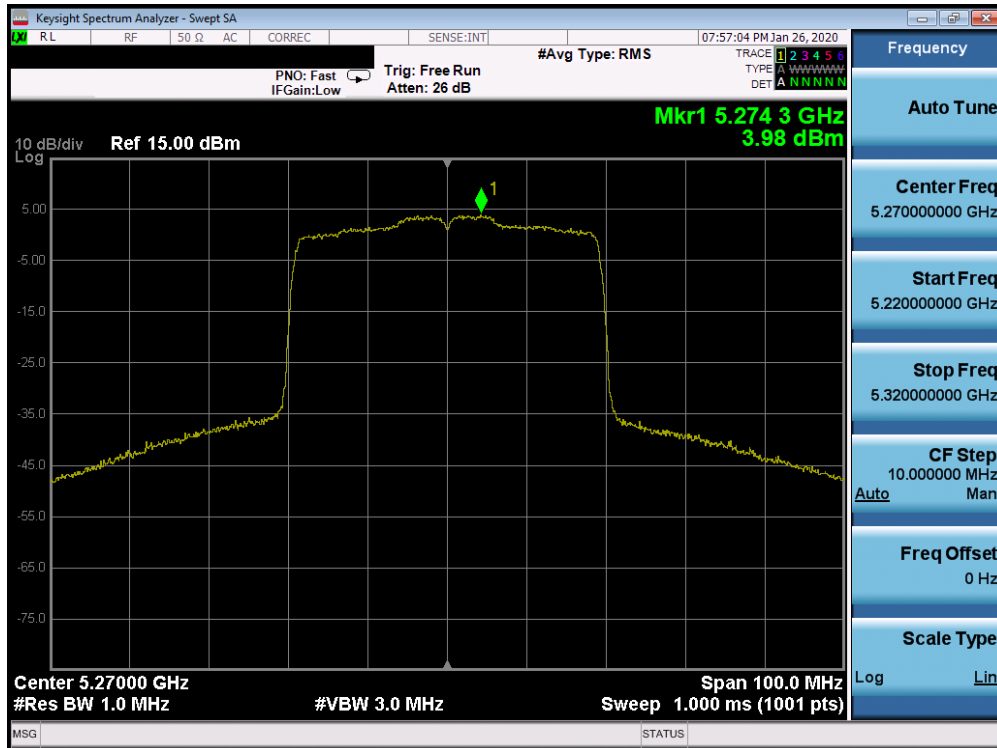 Keysight Spectrum Analyzer - Swept SA
LXI RL RF 50 Ω AC CORREC SENSE:INT 07:57:04 PM Jan 26, 2020
#Avg Type: RMS
TRACE 1 2 3 4 5 6
TYPE A WWWWW
DET A N N N N N
PNO: Fast
IFGain:Low
Trig: Free Run
Atten: 26 dB
Mkr1 5.274 3 GHz
3.98 dBm
10 dB/div
Log
Ref 15.00 dBm
1
5.00
-5.00
-15.0
-25.0
-35.0
-45.0
-55.0
-65.0
-75.0
Center 5.27000 GHz
#Res BW 1.0 MHz
#VBW 3.0 MHz
Span 100.0 MHz
Sweep 1.000 ms (1001 pts)
MSG
STATUS
Frequency
Auto Tune
Center Freq
5.270000000 GHz
Start Freq
5.220000000 GHz
Stop Freq
5.320000000 GHz
CF Step
10.000000 MHz
Auto Man
Freq Offset
0 Hz
Scale Type
Log Lin